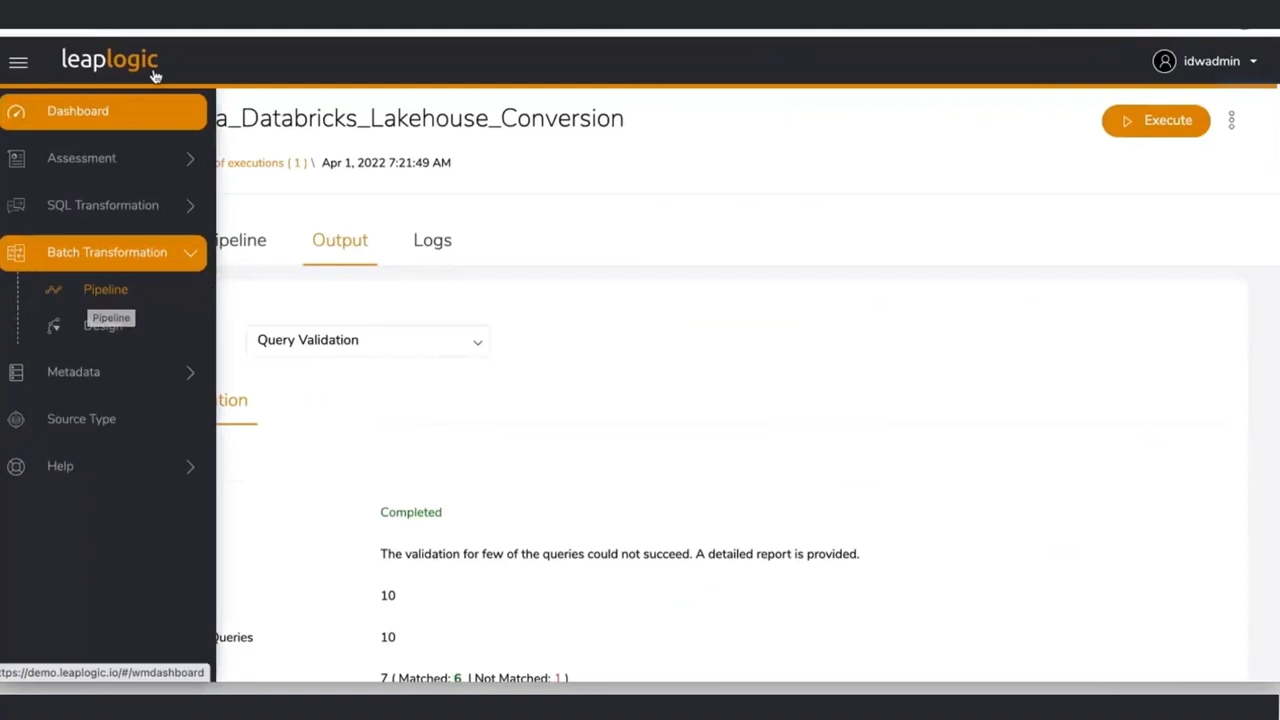 leaplogic
idwadmin
Dashboard
a_Databricks_Lakehouse_Conversion
Execute
Assessment
of executions ( 1 ) \ Apr 1, 2022 7:21:49 AM
SQL Transformation
ipeline
Output
Logs
Batch Transformation
Pipeline
Pipeline
Design
Query Validation
Metadata
tion
Source Type
Help
Completed
The validation for few of the queries could not succeed. A detailed report is provided.
10
Queries
10
7 ( Matched: 6 | Not Matched: 1 )
ttps://demo.leaplogic.io/#/wmdashboard